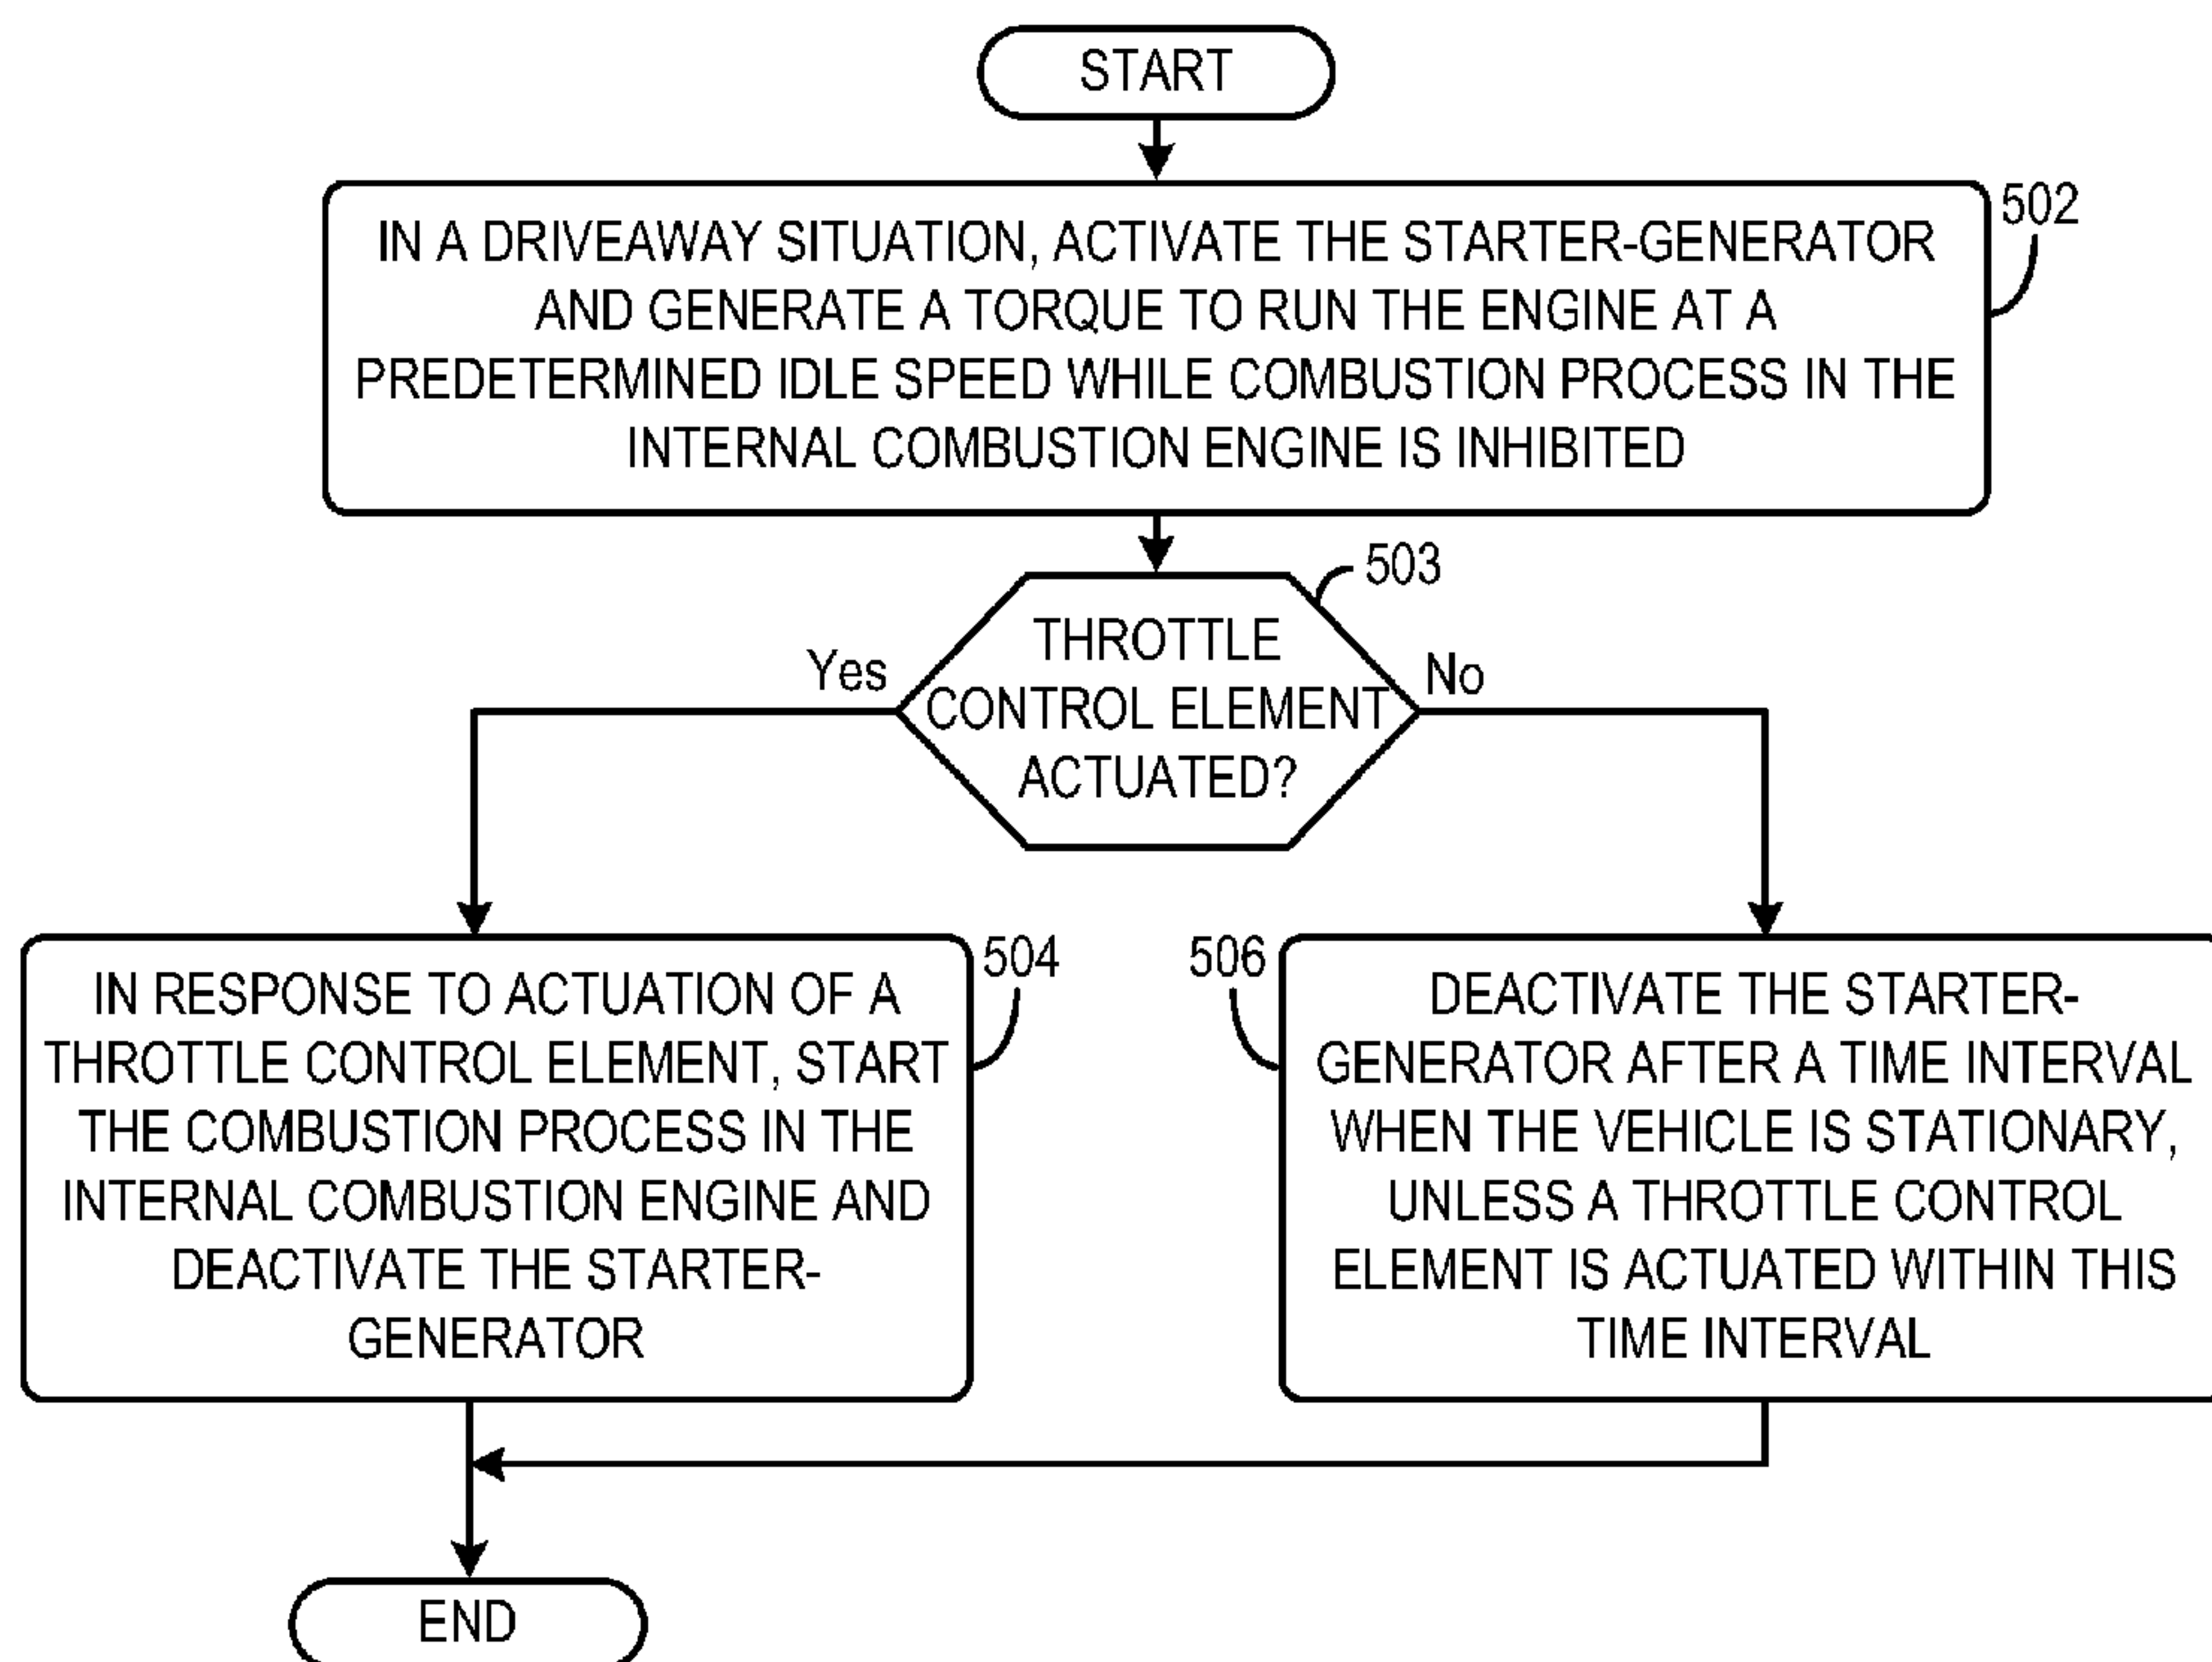 START
IN A DRIVEAWAY SITUATION, ACTIVATE THE STARTER-GENERATOR
AND GENERATE A TORQUE TO RUN THE ENGINE AT A
PREDETERMINED IDLE SPEED WHILE COMBUSTION PROCESS IN THE
INTERNAL COMBUSTION ENGINE IS INHIBITED
502
503
THROTTLE
CONTROL ELEMENT
ACTUATED?
Yes
No
IN RESPONSE TO ACTUATION OF A
THROTTLE CONTROL ELEMENT, START
THE COMBUSTION PROCESS IN THE
INTERNAL COMBUSTION ENGINE AND
DEACTIVATE THE STARTER-
GENERATOR
504
506
DEACTIVATE THE STARTER-
GENERATOR AFTER A TIME INTERVAL
WHEN THE VEHICLE IS STATIONARY,
UNLESS A THROTTLE CONTROL
ELEMENT IS ACTUATED WITHIN THIS
TIME INTERVAL
END